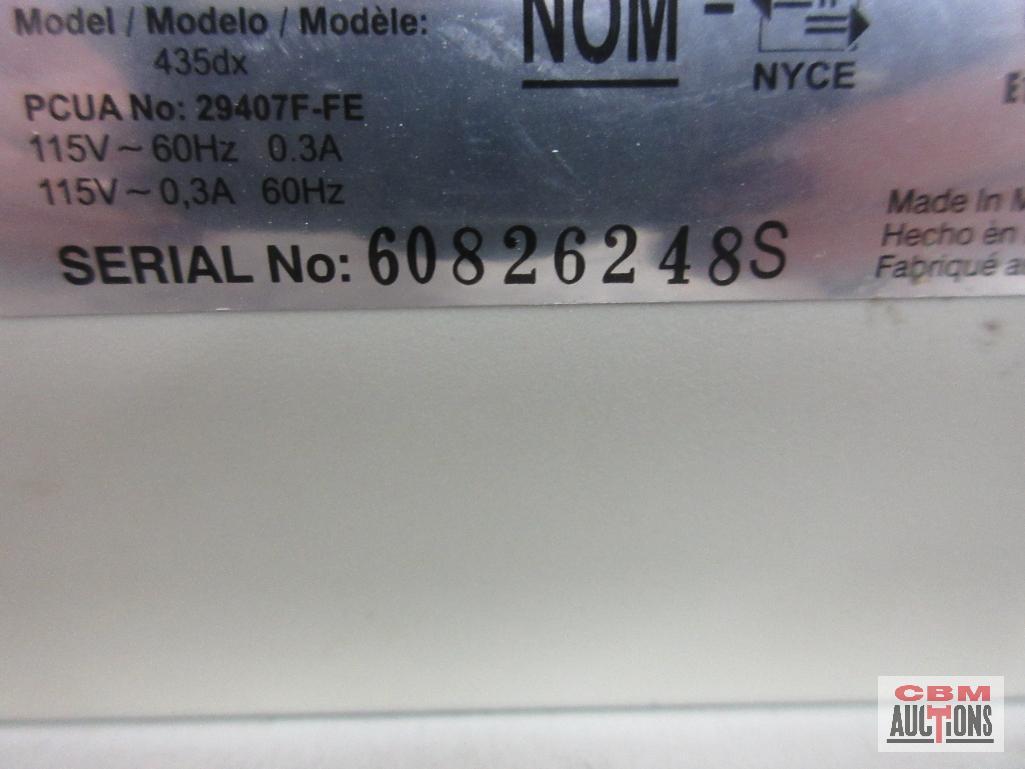 Model / Modelo / Modèle:
435dx
PCUA No: 29407F-FE
115V~60Hz 0.3A
115V~0,3A 60Hz
SERIAL No: 60826248S
NOM -
NYCE
Made In
Hecho èn
Fabriqué
CBM
AUCTIONS